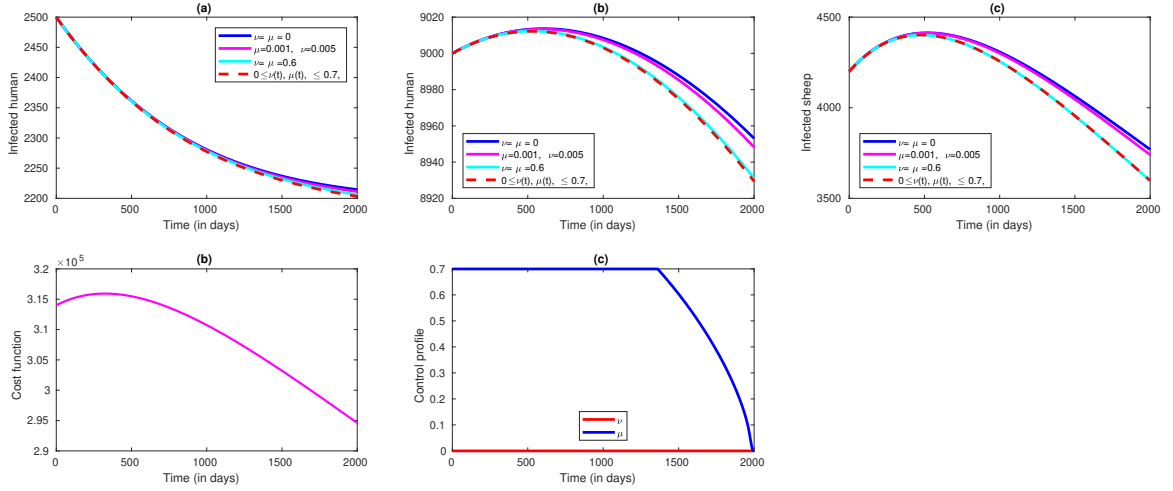 (a)
2500
2450
2400
2350
2300
2250
2200
0 500 1000 1500 2000
Infected human
Time (in days)
ν= μ = 0
μ=0.001, ν=0.005
ν= μ =0.6
0 ≤ν(t), μ(t), ≤ 0.7,
(b)
9020
9000
8980
8960
8940
8920
0 500 1000 1500 2000
Infected human
Time (in days)
ν= μ = 0
μ=0.001, ν=0.005
ν= μ =0.6
0 ≤ν(t), μ(t), ≤ 0.7,
(c)
4500
4000
3500
0 500 1000 1500 2000
Infected sheep
Time (in days)
ν= μ = 0
μ=0.001, ν=0.005
ν= μ =0.6
0 ≤ν(t), μ(t), ≤ 0.7,
(b)
×10⁵
3.2
3.15
3.1
3.05
3
2.95
2.9
0 500 1000 1500 2000
Cost function
Time (in days)
(c)
0.7
0.6
0.5
0.4
0.3
0.2
0.1
0
0 500 1000 1500 2000
Control profile
Time (in days)
ν
μ